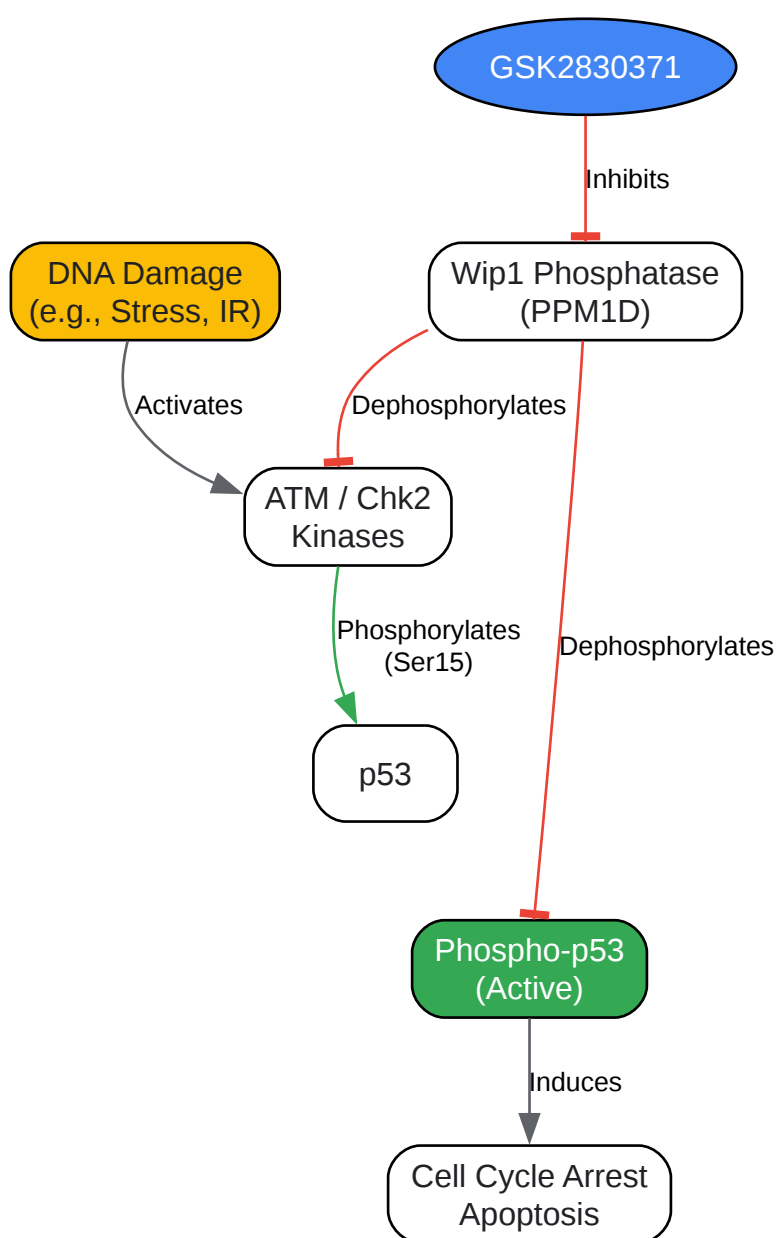 GSK2830371
Inhibits
DNA Damage
(e.g., Stress, IR)
Wip1 Phosphatase
(PPM1D)
Activates
Dephosphorylates
ATM / Chk2
Kinases
Phosphorylates
(Ser15)
Dephosphorylates
p53
Phospho-p53
(Active)
Induces
Cell Cycle Arrest
Apoptosis